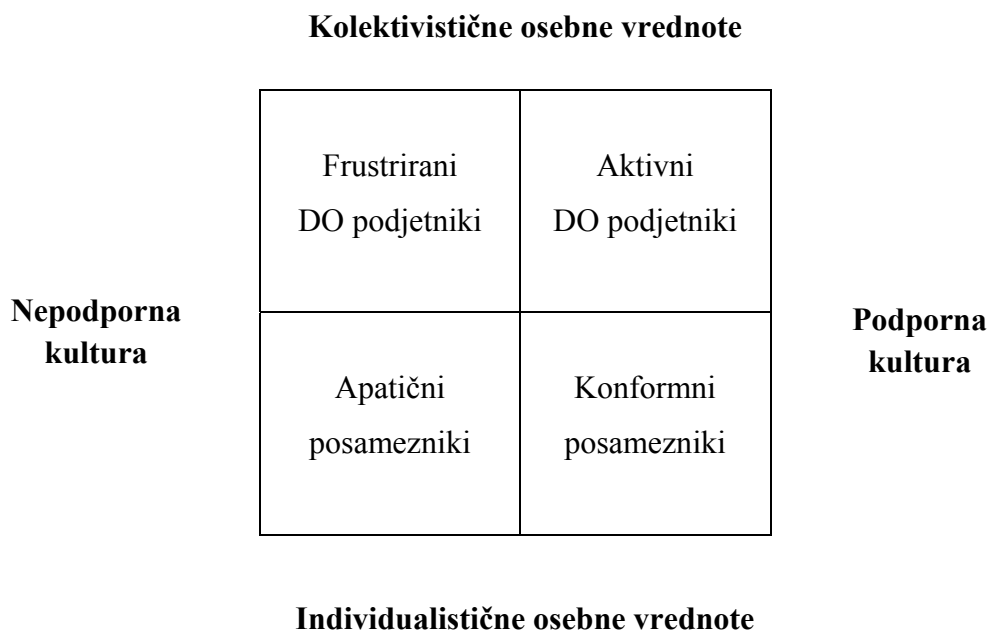 Kolektivistične osebne vrednote
Frustrirani
DO podjetniki
Aktivni
DO podjetniki
Nepodporna
kultura
Podporna
kultura
Apatični
posamezniki
Konformni
posamezniki
Individualistične osebne vrednote